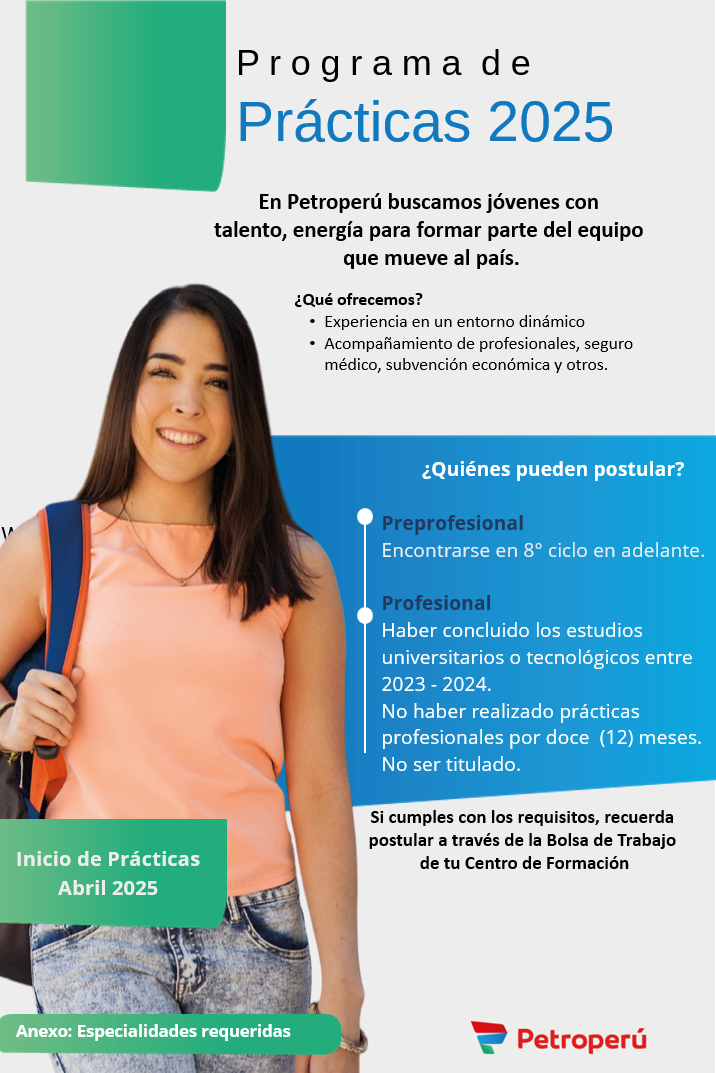 Programa de
Prácticas 2025
En Petroperú buscamos jóvenes con
talento, energía para formar parte del equipo
que mueve al país.
¿Qué ofrecemos?
• Experiencia en un entorno dinámico
• Acompañamiento de profesionales, seguro
médico, subvención económica y otros.
¿Quiénes pueden postular?
Preprofesional
Encontrarse en 8° ciclo en adelante.
Profesional
Haber concluido los estudios
universitarios o tecnológicos entre
2023 - 2024.
No haber realizado prácticas
profesionales por doce (12) meses.
No ser titulado.
Si cumples con los requisitos, recuerda
postular a través de la Bolsa de Trabajo
de tu Centro de Formación
Inicio de Prácticas
Abril 2025
Anexo: Especialidades requeridas
Petroperú